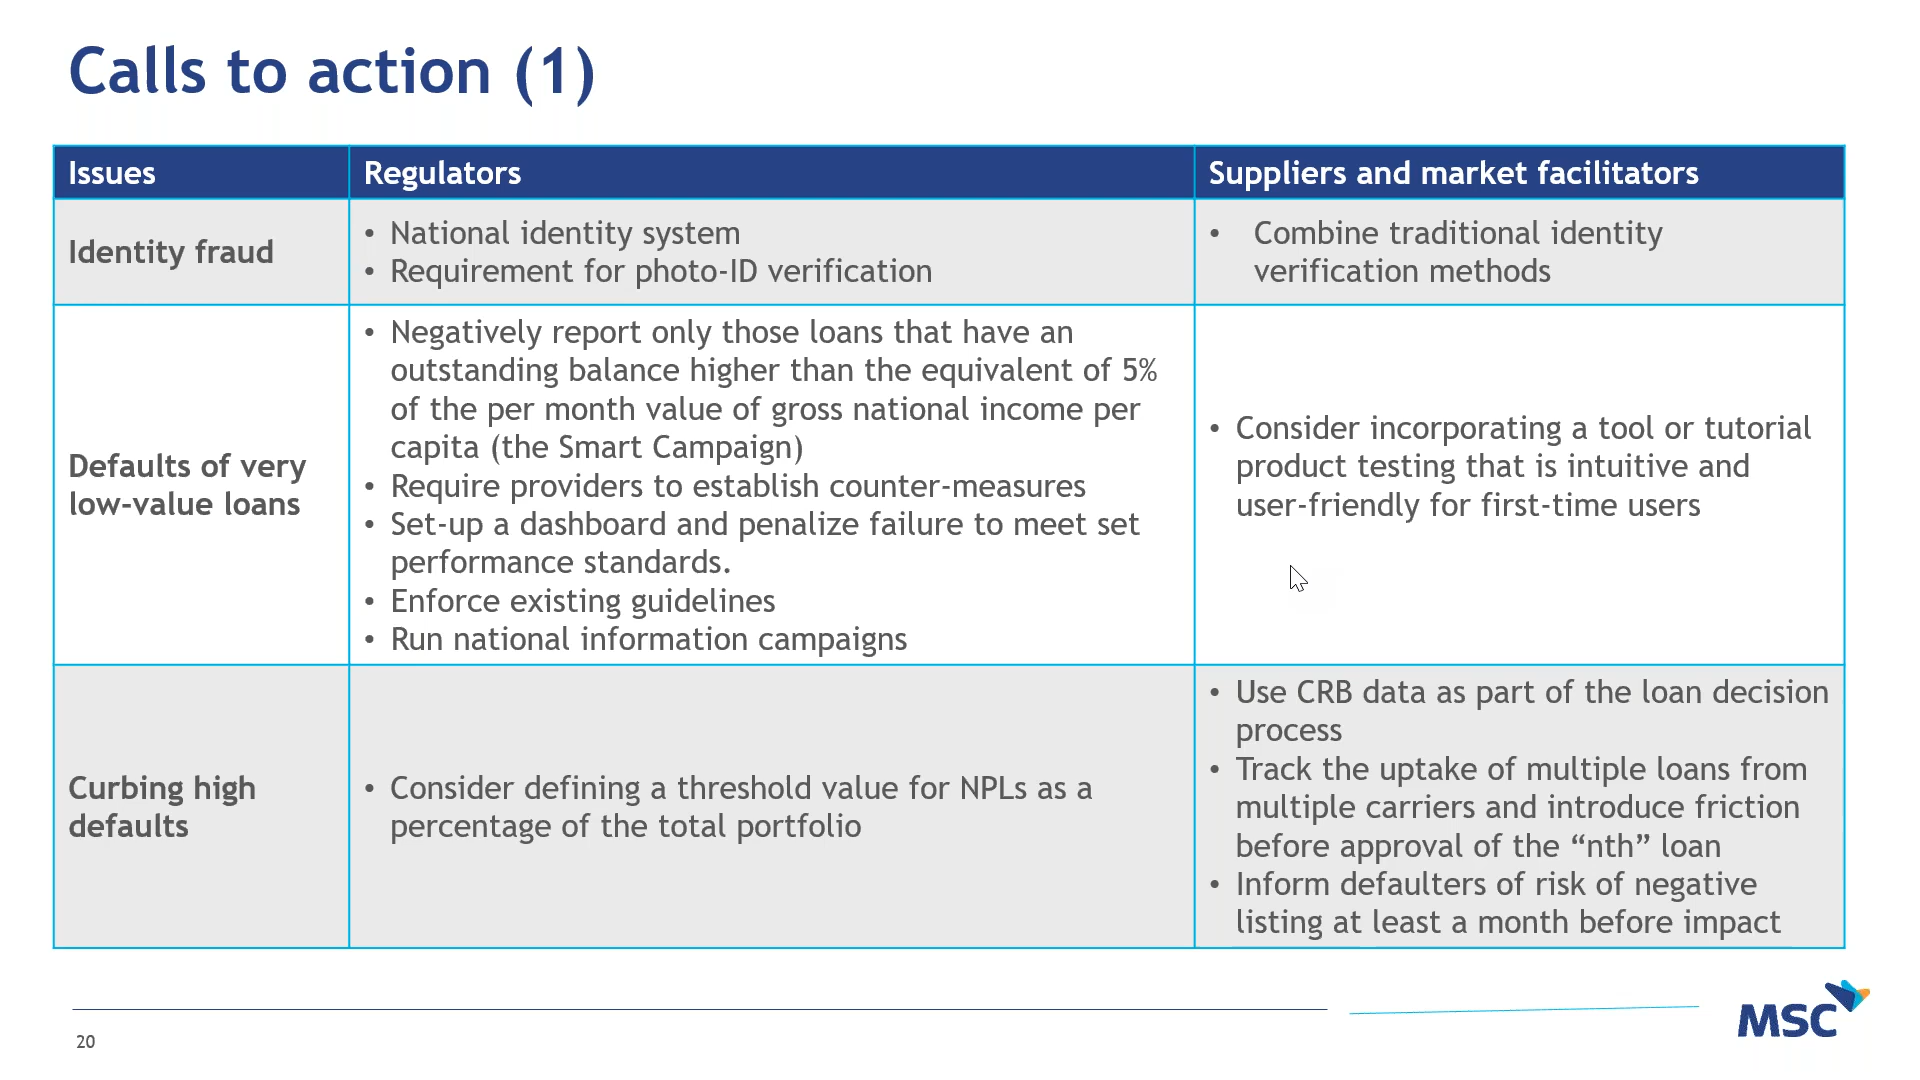 Calls to action (1)
Issues
Regulators
Suppliers and market facilitators
Identity fraud
• National identity system
• Requirement for photo-ID verification
• Combine traditional identity
verification methods
Defaults of very
low-value loans
• Negatively report only those loans that have an
outstanding balance higher than the equivalent of 5%
of the per month value of gross national income per
capita (the Smart Campaign)
• Require providers to establish counter-measures
• Set-up a dashboard and penalize failure to meet set
performance standards.
• Enforce existing guidelines
• Run national information campaigns
• Consider incorporating a tool or tutorial
product testing that is intuitive and
user-friendly for first-time users
Curbing high
defaults
• Consider defining a threshold value for NPLs as a
percentage of the total portfolio
• Use CRB data as part of the loan decision
process
• Track the uptake of multiple loans from
multiple carriers and introduce friction
before approval of the “nth” loan
• Inform defaulters of risk of negative
listing at least a month before impact
20
MSC